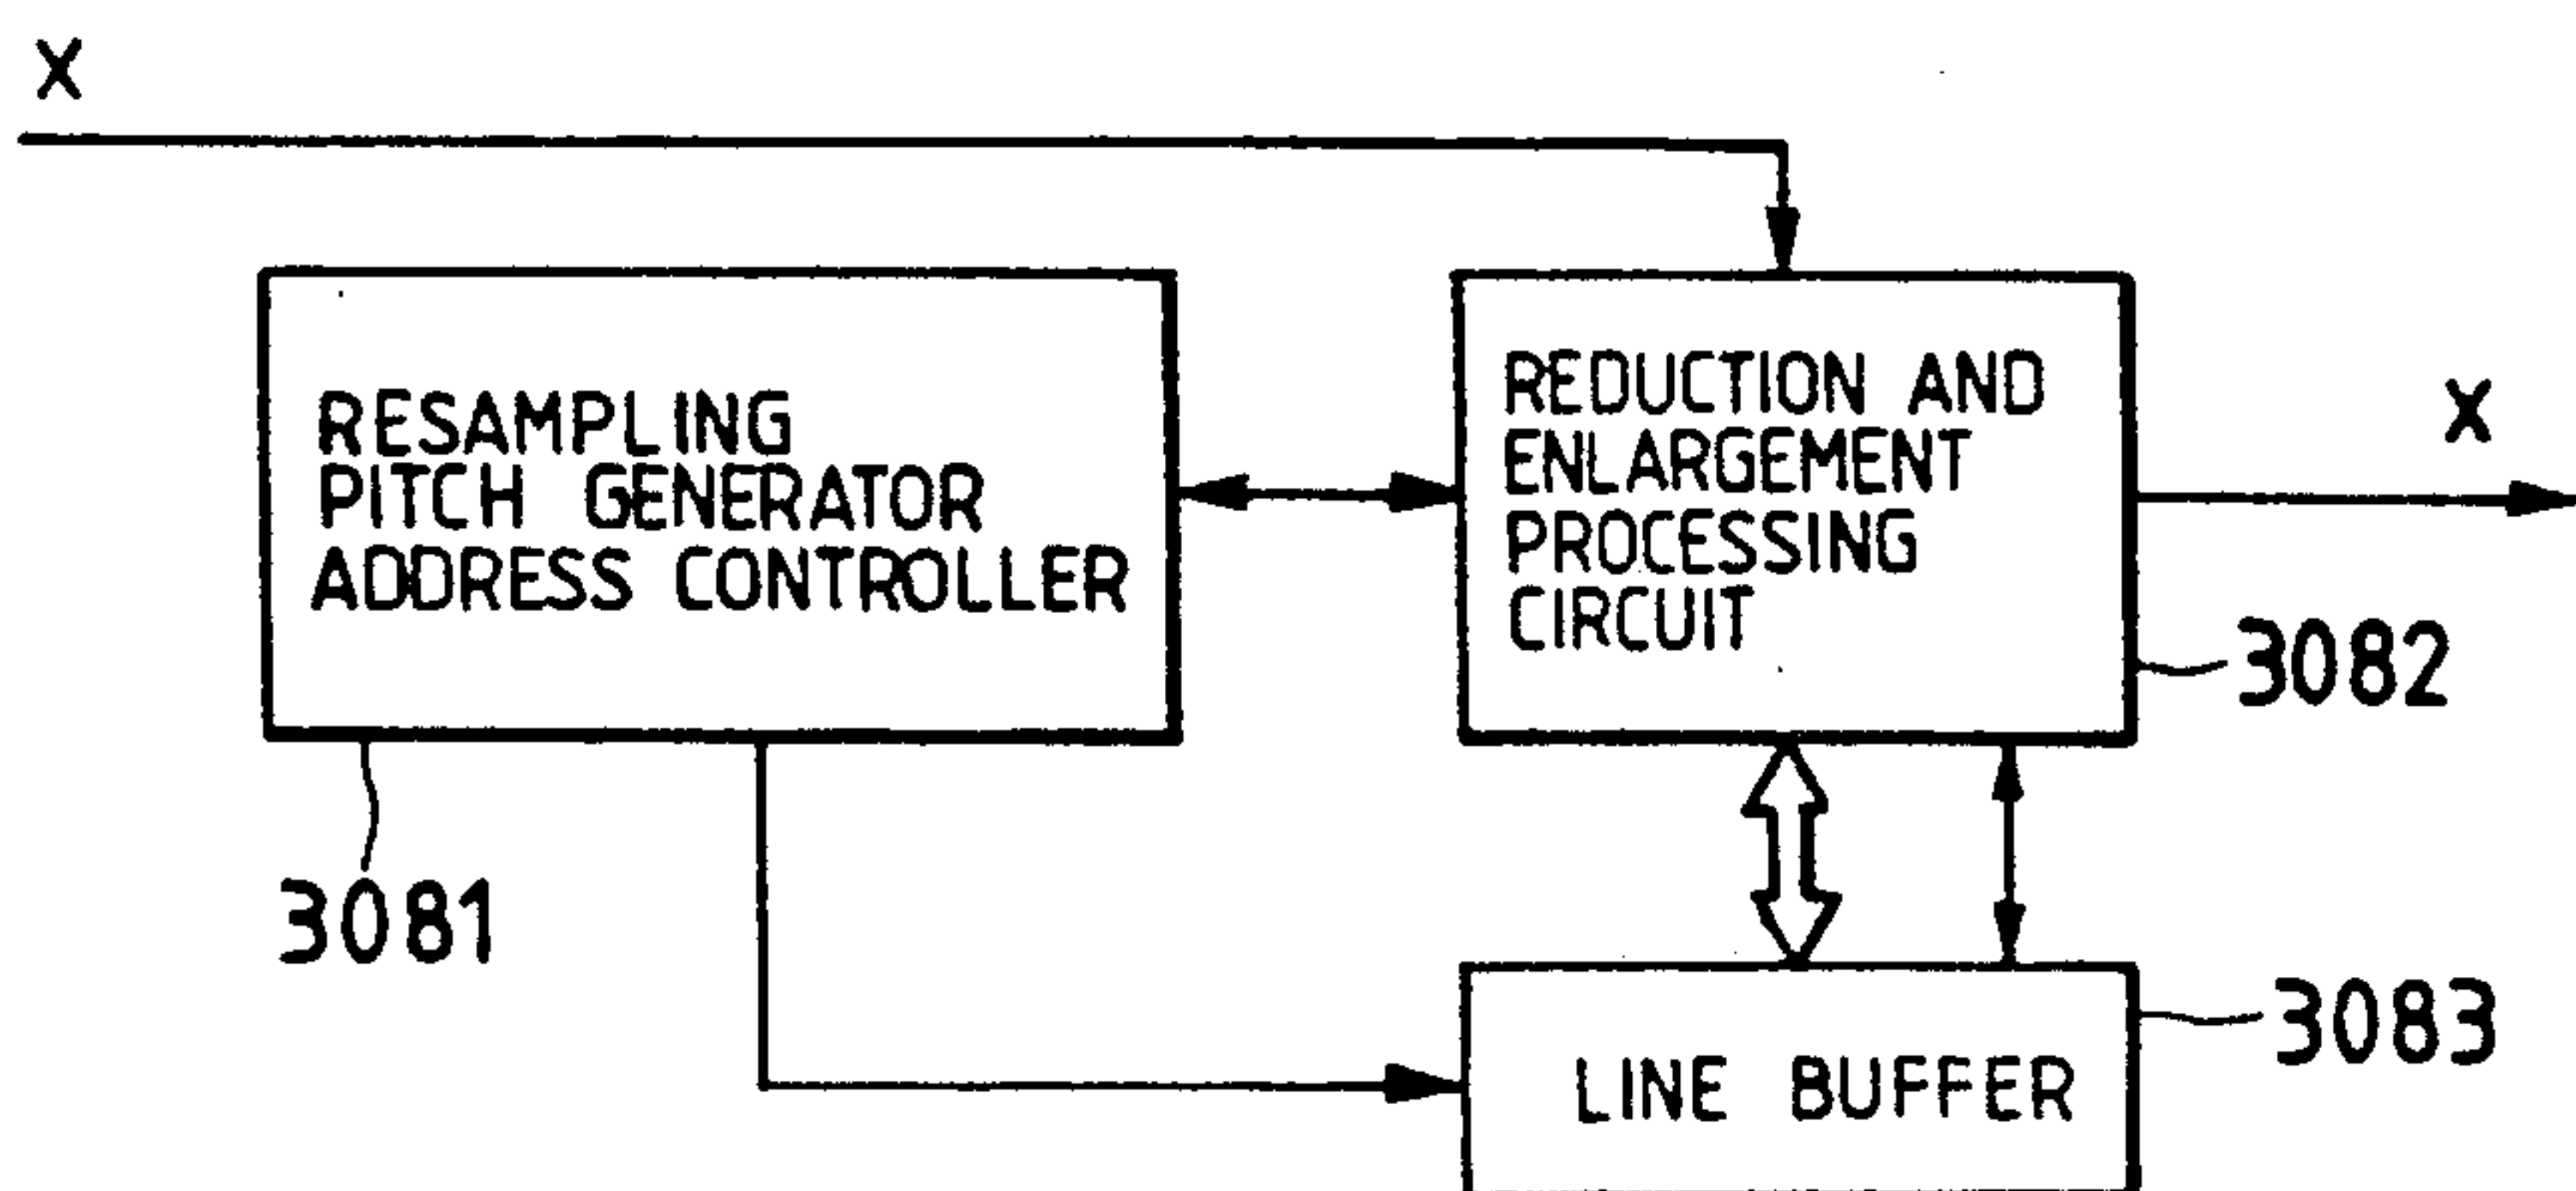 X
RESAMPLING
PITCH GENERATOR
ADDRESS CONTROLLER
3081
REDUCTION AND
ENLARGEMENT
PROCESSING
CIRCUIT
X
3082
3083
LINE BUFFER